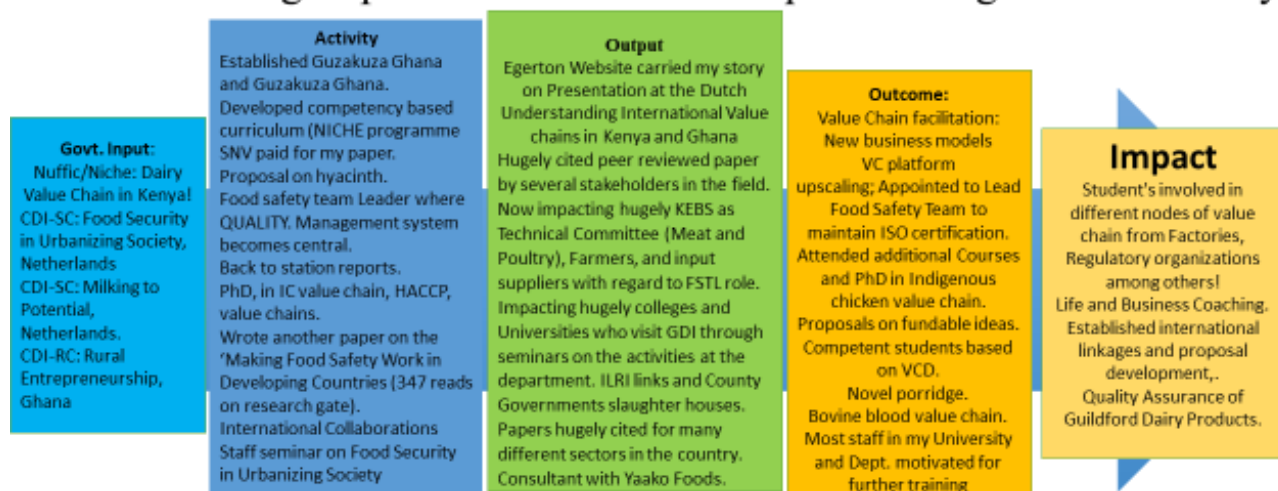 Govt. Input:
Nuffic/Niche: Dairy
Value Chain in Kenya!
CDI-SC: Food Security
in Urbanizing Society,
Netherlands
CDI-SC: Milking to
Potential,
Netherlands.
CDI-RC: Rural
Entrepreneurship,
Ghana
Activity
Established Guzakuza Ghana
and Guzakuza Ghana.
Developed competency based
curriculum (NICHE programme
SNV paid for my paper.
Proposal on hyacinth.
Food safety team Leader where
QUALITY. Management system
becomes central.
Back to station reports.
PhD, in IC value chain, HACCP,
value chains.
Wrote another paper on the
‘Making Food Safety Work in
Developing Countries (347 reads
on research gate).
International Collaborations
Staff seminar on Food Security
in Urbanizing Society
Output
Egerton Website carried my story
on Presentation at the Dutch
Understanding International Value
chains in Kenya and Ghana
Hugely cited peer reviewed paper
by several stakeholders in the field.
Now impacting hugely KEBS as
Technical Committee (Meat and
Poultry), Farmers, and input
suppliers with regard to FSTL role.
Impacting hugely colleges and
Universities who visit GDI through
seminars on the activities at the
department. ILRI links and County
Governments slaughter houses.
Papers hugely cited for many
different sectors in the country.
Consultant with Yaako Foods.
Outcome:
Value Chain facilitation:
New business models
VC platform
upscaling; Appointed to Lead
Food Safety Team to
maintain ISO certification.
Attended additional Courses
and PhD in Indigenous
chicken value chain.
Proposals on fundable ideas.
Competent students based
on VCD.
Novel porridge.
Bovine blood value chain.
Most staff in my University
and Dept. motivated for
further training
Impact
Student's involved in
different nodes of value
chain from Factories,
Regulatory organizations
among others!
Life and Business Coaching.
Established international
linkages and proposal
development,.
Quality Assurance of
Guildford Dairy Products.